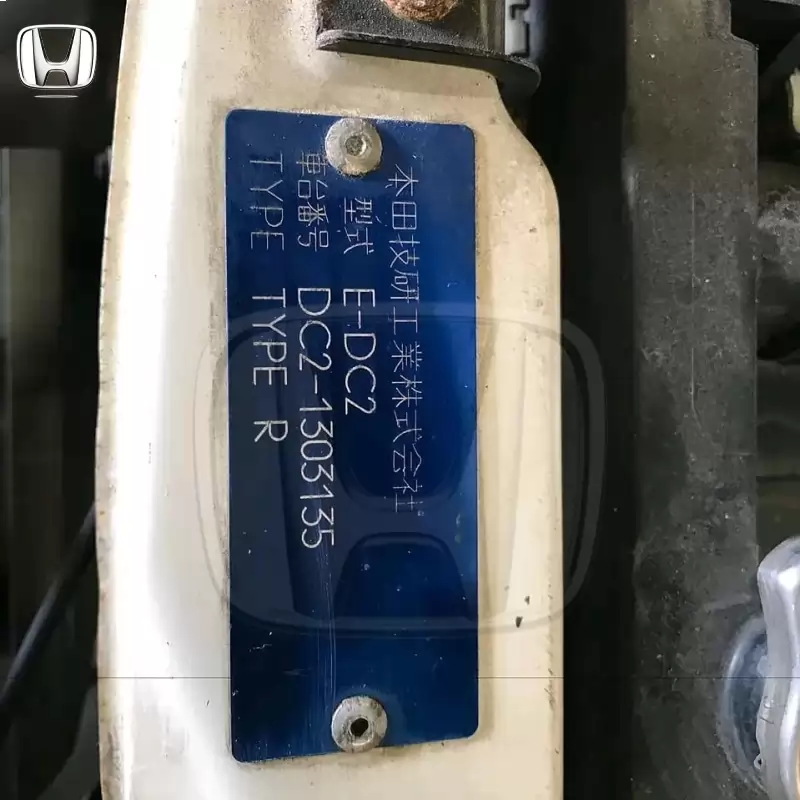 本田技研工業株式会社
型式 E-DC2
車台番号 DC2-1303135
TYPE TYPE R